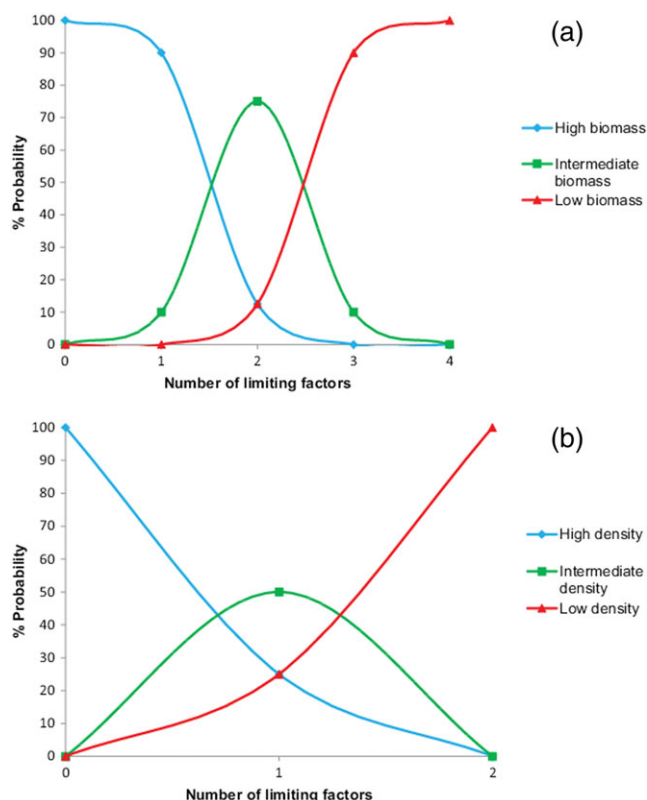 (a)
% Probability
100
90
80
70
60
50
40
30
20
10
0
0 1 2 3 4
Number of limiting factors
High biomass
Intermediate
biomass
Low biomass
(b)
% Probability
100
90
80
70
60
50
40
30
20
10
0
0 1 2
Number of limiting factors
High density
Intermediate
density
Low density